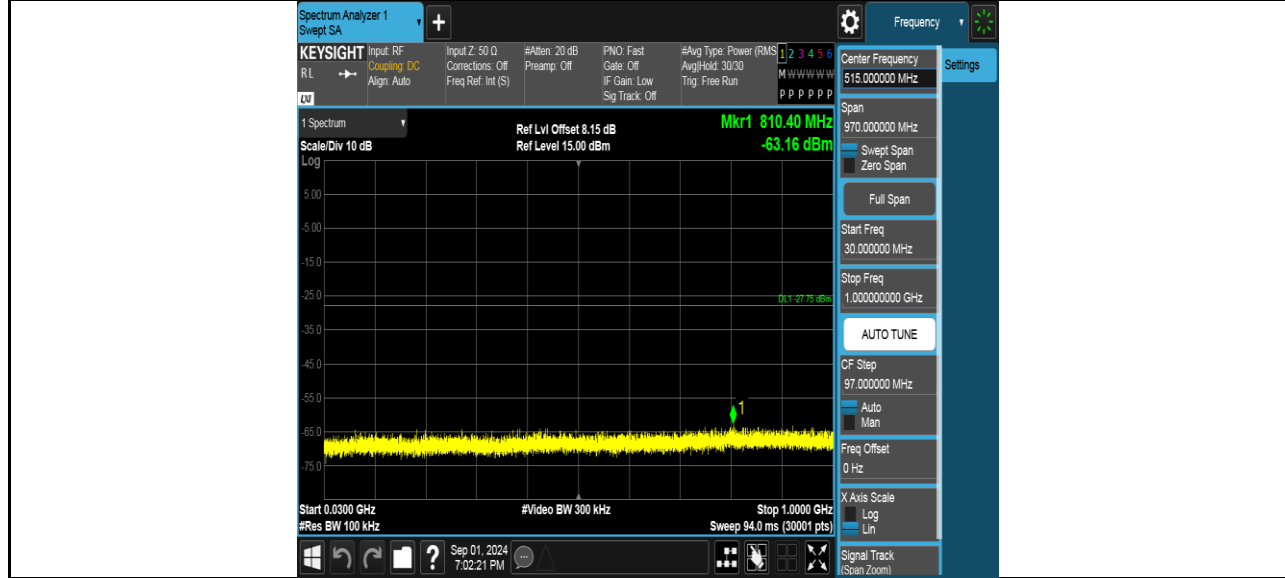 Spectrum Analyzer 1
Swept SA
+
Frequency
KEYSIGHT
RL
LXI
Input: RF
Coupling: DC
Align: Auto
Input Z: 50 Ω
Corrections: Off
Freq Ref: Int (S)
#Atten: 20 dB
Preamp: Off
PNO: Fast
Gate: Off
IF Gain: Low
Sig Track: Off
#Avg Type: Power (RMS
Avg|Hold: 30/30
Trig: Free Run
1 2 3 4 5 6
M W W W W W
P P P P P P
1 Spectrum
Scale/Div 10 dB
Ref Lvl Offset 8.15 dB
Ref Level 15.00 dBm
Mkr1 810.40 MHz
-63.16 dBm
Log
5.00
-5.00
-15.0
-25.0
DL1 -27.75 dBm
-35.0
-45.0
-55.0
1
-65.0
-75.0
Start 0.0300 GHz
#Video BW 300 kHz
Stop 1.0000 GHz
#Res BW 100 kHz
Sweep 94.0 ms (30001 pts)
?
Sep 01, 2024
7:02:21 PM
Center Frequency
515.000000 MHz
Settings
Span
970.000000 MHz
Swept Span
Zero Span
Full Span
Start Freq
30.000000 MHz
Stop Freq
1.000000000 GHz
AUTO TUNE
CF Step
97.000000 MHz
Auto
Man
Freq Offset
0 Hz
X Axis Scale
Log
Lin
Signal Track
(Span Zoom)